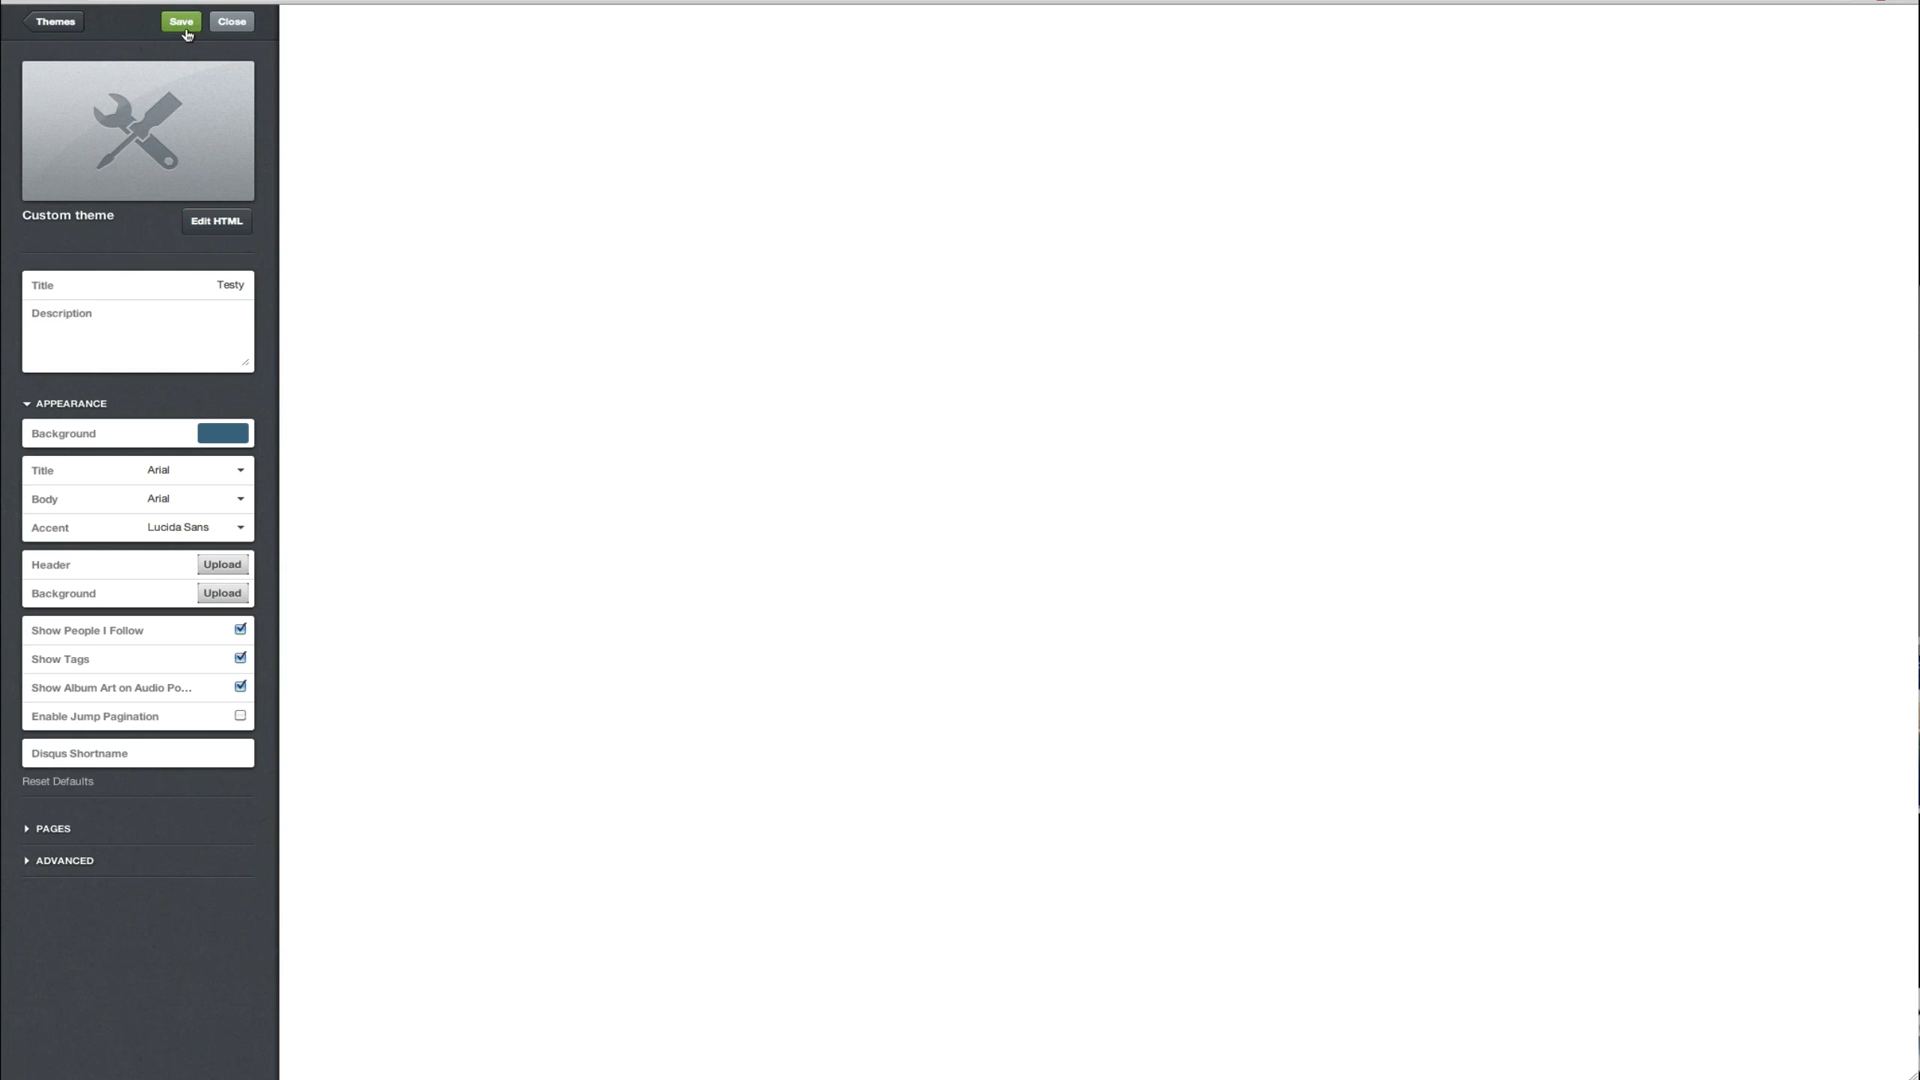 Themes Save Close
Custom theme Edit HTML
Title Testy
Description
APPEARANCE
Background
Title Arial
Body Arial
Accent Lucida Sans
Header Upload
Background Upload
Show People I Follow
Show Tags
Show Album Art on Audio Po...
Enable Jump Pagination
Disqus Shortname
Reset Defaults
PAGES
ADVANCED